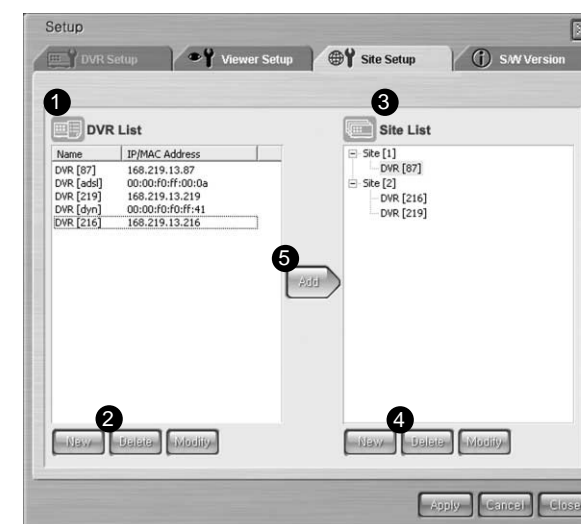 Setup
DVR Setup
Viewer Setup
Site Setup
S/W Version
1
3
DVR List
Site List
Name IP/MAC Address
DVR [87] 168.219.13.87
DVR [adsl] 00:00:f0:ff:00:0a
DVR [219] 168.219.13.219
DVR [dyn] 00:00:f0:f0:ff:41
DVR [216] 168.219.13.216
Site [1]
DVR [87]
Site [2]
DVR [216]
DVR [219]
5
Add
2
4
New Delete Modify
New Delete Modify
Apply Cancel Close